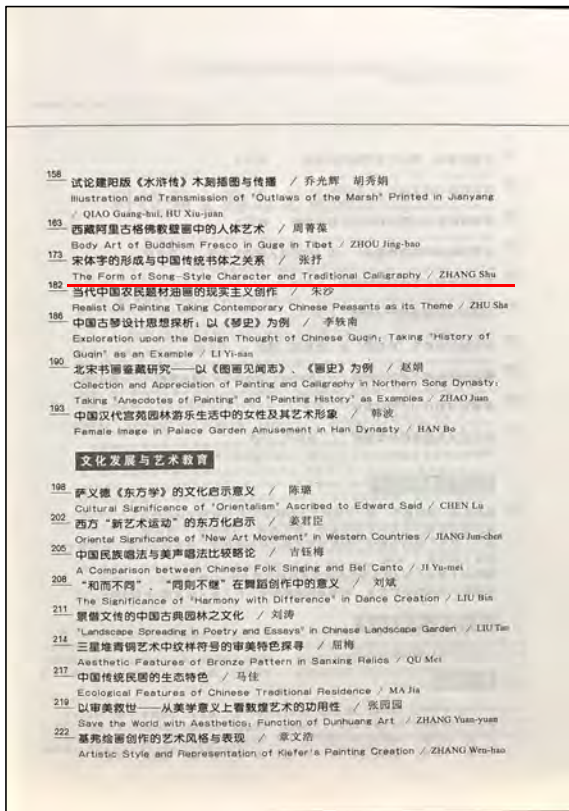 158 试论建阳版《水浒传》木刻插图与传播 / 乔光辉 胡秀娟
Illustration and Transmission of "Outlaws of the Marsh" Printed in Jianyang
/ QIAO Guang-hui, HU Xiu-juan
163 西藏阿里古格佛教壁画中的人体艺术 / 周菁葆
Body Art of Buddhism Fresco in Guge in Tibet / ZHOU Jing-bao
173 宋体字的形成与中国传统书体之关系 / 张抒
The Form of Song-Style Character and Traditional Calligraphy / ZHANG Shu
182 当代中国农民题材油画的现实主义创作 / 朱沙
Realist Oil Painting Taking Contemporary Chinese Peasants as its Theme / ZHU Sha
186 中国古琴设计思想探析：以《琴史》为例 / 李轶南
Exploration upon the Design Thought of Chinese Guqin: Taking "History of
Guqin" as an Example / LI Yi-nan
190 北宋书画鉴藏研究——以《图画见闻志》、《画史》为例 / 赵娟
Collection and Appreciation of Painting and Calligraphy in Northern Song Dynasty:
Taking "Anecdotes of Painting" and "Painting History" as Examples / ZHAO Juan
193 中国汉代宫苑园林游乐生活中的女性及其艺术形象 / 韩波
Female Image in Palace Garden Amusement in Han Dynasty / HAN Bo
文化发展与艺术教育
198 萨义德《东方学》的文化启示意义 / 陈璐
Cultural Significance of "Orientalism" Ascribed to Edward Said / CHEN Lu
202 西方“新艺术运动”的东方化启示 / 姜君臣
Oriental Significance of "New Art Movement" in Western Countries / JIANG Jun-chen
205 中国民族唱法与美声唱法比较略论 / 吉钰梅
A Comparison between Chinese Folk Singing and Bel Canto / JI Yu-mei
208 “和而不同”、“同则不继”在舞蹈创作中的意义 / 刘斌
The Significance of "Harmony with Difference" in Dance Creation / LIU Bin
211 景借文传的中国古典园林之文化 / 刘涛
"Landscape Spreading in Poetry and Essays" in Chinese Landscape Garden / LIU Tao
214 三星堆青铜艺术中纹样符号的审美特色探寻 / 屈梅
Aesthetic Features of Bronze Pattern in Sanxing Relics / QU Mei
217 中国传统民居的生态特色 / 马佳
Ecological Features of Chinese Traditional Residence / MA Jia
219 以审美救世——从美学意义上看敦煌艺术的功用性 / 张园园
Save the World with Aesthetics: Function of Dunhuang Art / ZHANG Yuan-yuan
222 基弗绘画创作的艺术风格与表现 / 章文浩
Artistic Style and Representation of Kiefer's Painting Creation / ZHANG Wen-hao